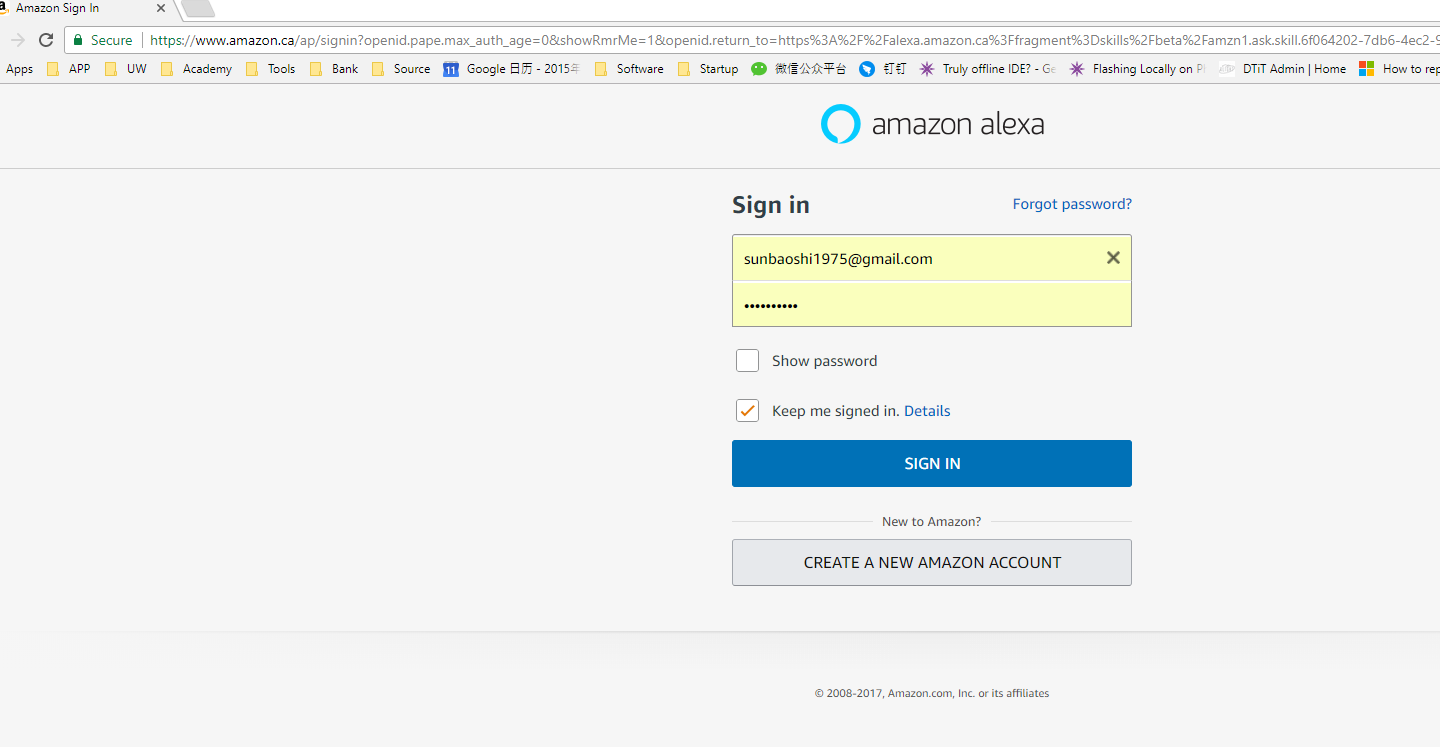 Amazon Sign In
Secure https://www.amazon.ca/ap/signin?openid.pape.max_auth_age=0&showRmrMe=1&openid.return_to=https%3A%2F%2Falexa.amazon.ca%3Ffragment%3Dskills%2Fbeta%2Famzn1.ask.skill.6f064202-7db6-4ec2-9
Apps APP UW Academy Tools Bank Source 11 Google 日历 - 2015年 Software Startup 微信公众平台 钉钉 Truly offline IDE? - Ge Flashing Locally on P DTiT Admin | Home How to rep
amazon alexa
Sign in Forgot password?
sunbaoshi1975@gmail.com
••••••••••
Show password
Keep me signed in. Details
SIGN IN
New to Amazon?
CREATE A NEW AMAZON ACCOUNT
© 2008-2017, Amazon.com, Inc. or its affiliates